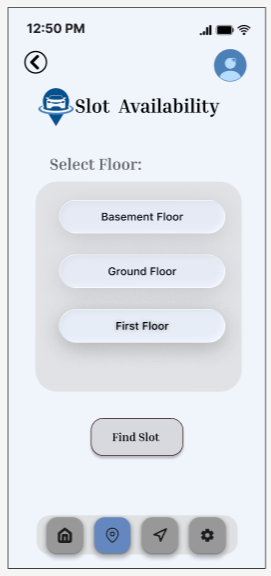 12:50 PM
Slot Availability
Select Floor:
Basement Floor
Ground Floor
First Floor
Find Slot